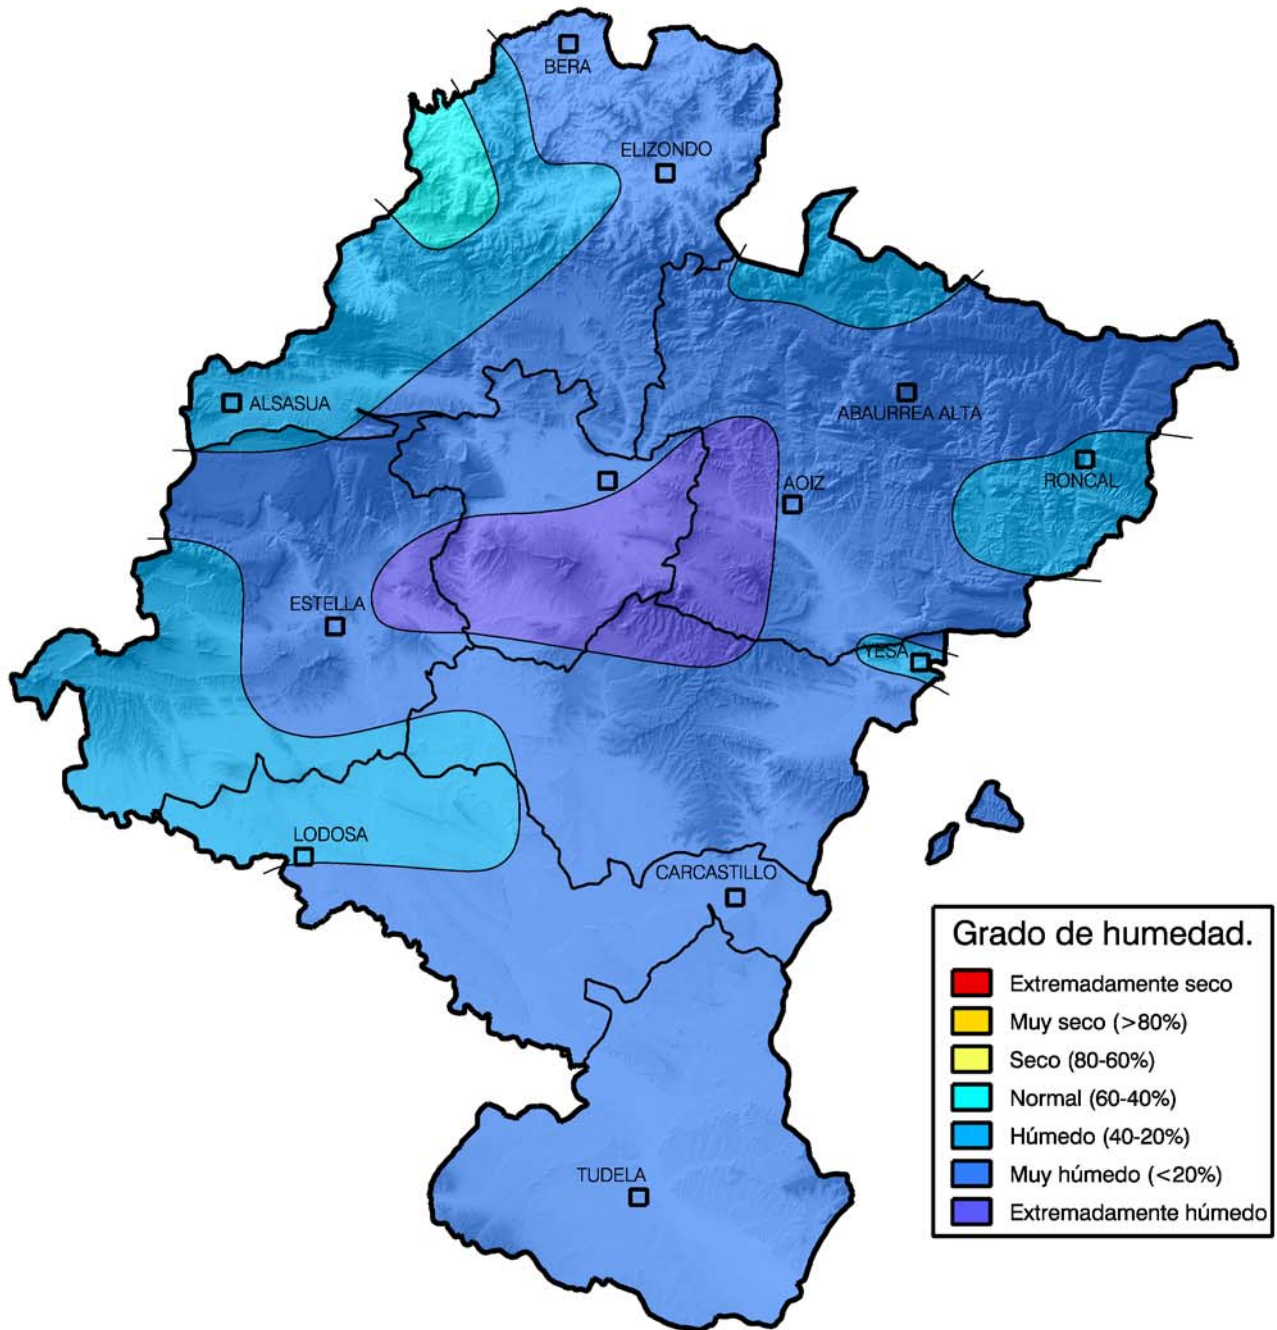 BERA
ELIZONDO
ALSASUA
ABAURREA ALTA
RONCAL
AOIZ
ESTELLA
YESA
LODOSA
CARCASTILLO
TUDELA
Grado de humedad.
Extremadamente seco
Muy seco (>80%)
Seco (80-60%)
Normal (60-40%)
Húmedo (40-20%)
Muy húmedo (<20%)
Extremadamente húmedo